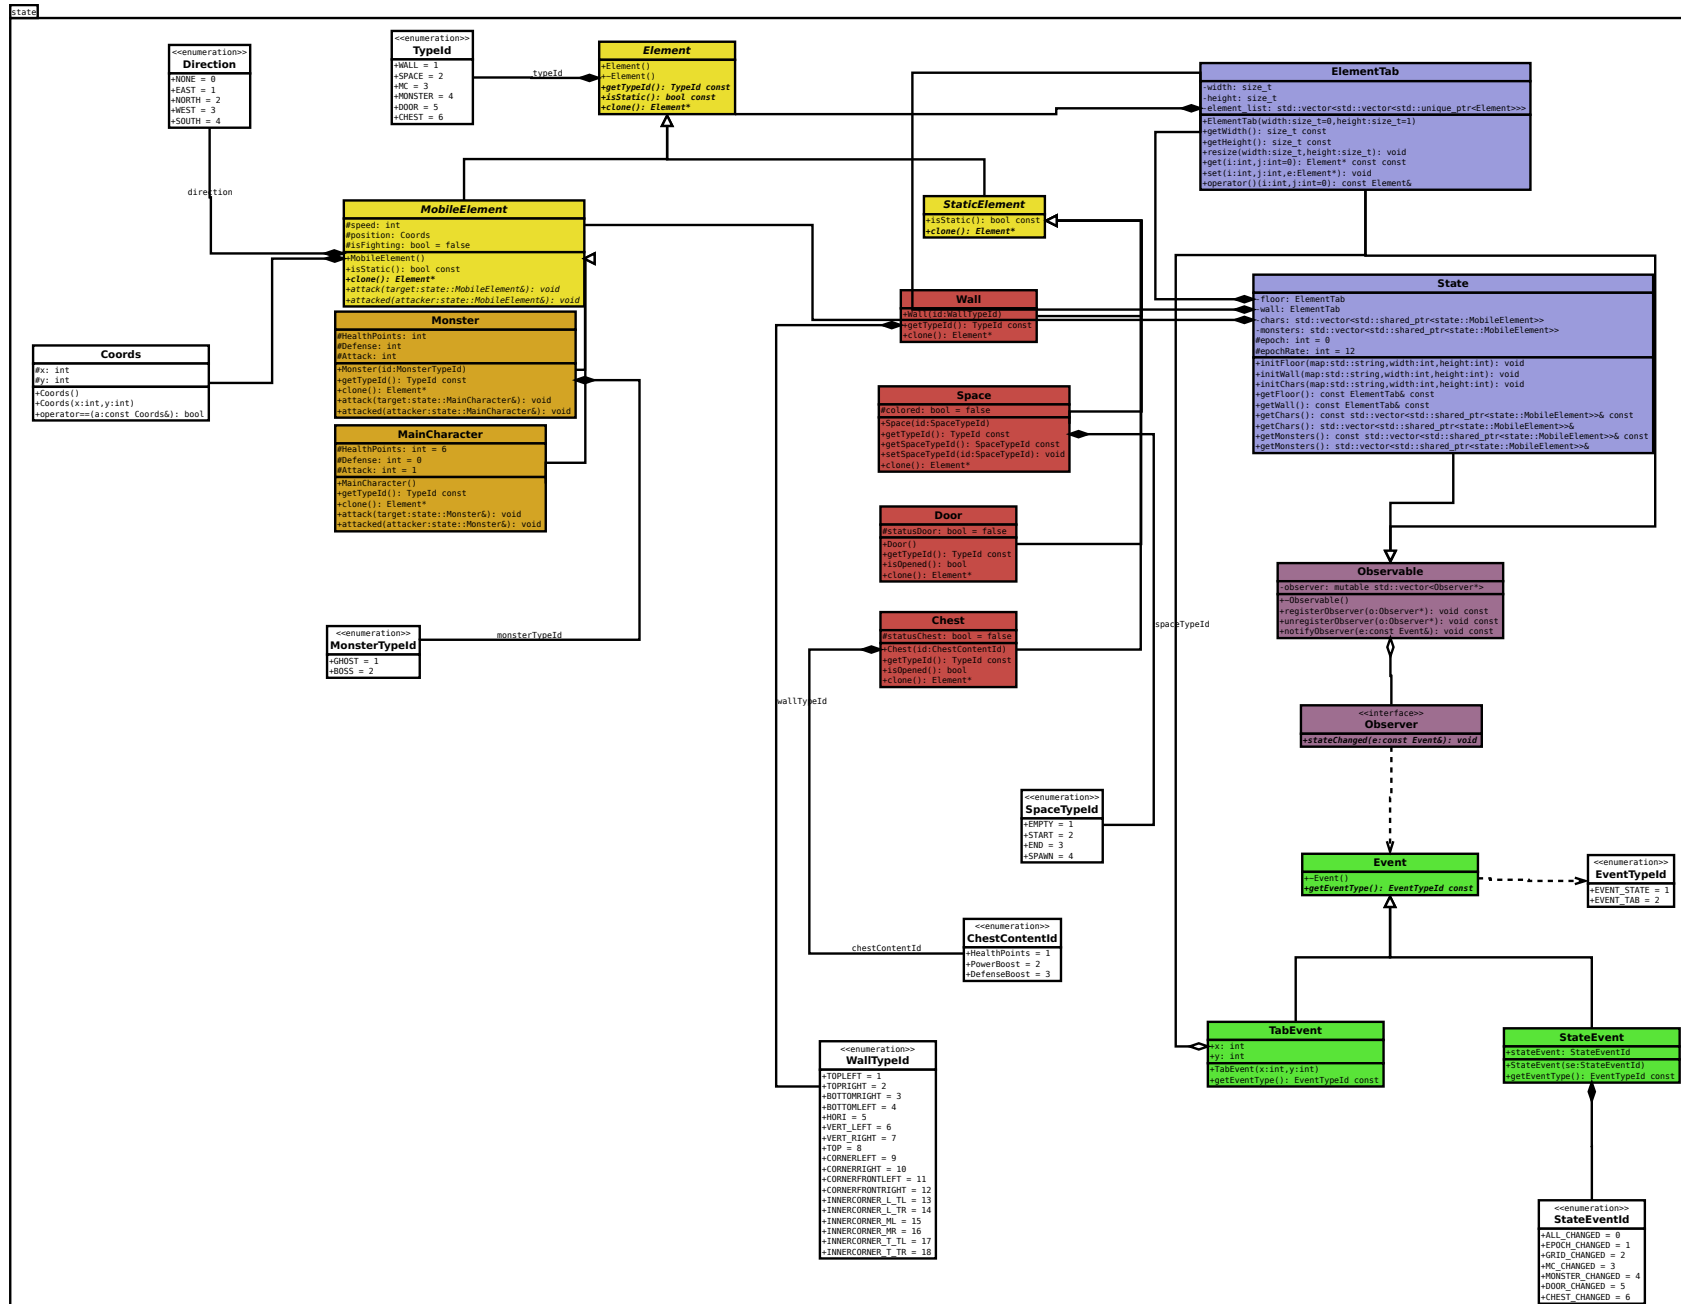 state
<<enumeration>>
Direction
+NONE = 0
+EAST = 1
+NORTH = 2
+WEST = 3
+SOUTH = 4
<<enumeration>>
TypeId
+WALL = 1
+SPACE = 2
+MC = 3
+MONSTER = 4
+DOOR = 5
+CHEST = 6
typeId
Element
+Element()
+~Element()
+getTypeId(): TypeId const
+isStatic(): bool const
+clone(): Element*
ElementTab
-width: size_t
-height: size_t
-element_list: std::vector<std::vector<std::unique_ptr<Element>>>
+ElementTab(width:size_t=0,height:size_t=1)
+getWidth(): size_t const
+getHeight(): size_t const
+resize(width:size_t,height:size_t): void
+get(i:int,j:int=0): Element* const const
+set(i:int,j:int,e:Element*): void
+operator()(i:int,j:int=0): const Element&
direction
MobileElement
#speed: int
#position: Coords
#isFighting: bool = false
+MobileElement()
+isStatic(): bool const
+clone(): Element*
+attack(target:state::MobileElement&): void
+attacked(attacker:state::MobileElement&): void
StaticElement
+isStatic(): bool const
+clone(): Element*
Coords
#x: int
#y: int
+Coords()
+Coords(x:int,y:int)
+operator==(a:const Coords&): bool
Monster
#HealthPoints: int
#Defense: int
#Attack: int
+Monster(id:MonsterTypeId)
+getTypeId(): TypeId const
+clone(): Element*
+attack(target:state::MainCharacter&): void
+attacked(attacker:state::MainCharacter&): void
MainCharacter
#HealthPoints: int = 6
#Defense: int = 0
#Attack: int = 1
+MainCharacter()
+getTypeId(): TypeId const
+clone(): Element*
+attack(target:state::Monster&): void
+attacked(attacker:state::Monster&): void
Wall
+Wall(id:WallTypeId)
+getTypeId(): TypeId const
+clone(): Element*
Space
#colored: bool = false
+Space(id:SpaceTypeId)
+getTypeId(): TypeId const
+getSpaceTypeId(): SpaceTypeId const
+setSpaceTypeId(id:SpaceTypeId): void
+clone(): Element*
Door
#statusDoor: bool = false
+Door()
+getTypeId(): TypeId const
+isOpened(): bool
+clone(): Element*
Chest
#statusChest: bool = false
+Chest(id:ChestContentId)
+getTypeId(): TypeId const
+isOpened(): bool
+clone(): Element*
State
-floor: ElementTab
-wall: ElementTab
-chars: std::vector<std::shared_ptr<state::MobileElement>>
-monsters: std::vector<std::shared_ptr<state::MobileElement>>
#epoch: int = 0
#epochRate: int = 12
+initFloor(map:std::string,width:int,height:int): void
+initWall(map:std::string,width:int,height:int): void
+initChars(map:std::string,width:int,height:int): void
+getFloor(): const ElementTab& const
+getWall(): const ElementTab& const
+getChars(): const std::vector<std::shared_ptr<state::MobileElement>>& const
+getChars(): std::vector<std::shared_ptr<state::MobileElement>>&
+getMonsters(): const std::vector<std::shared_ptr<state::MobileElement>>& const
+getMonsters(): std::vector<std::shared_ptr<state::MobileElement>>&
Observable
-observer: mutable std::vector<Observer*>
+~Observable()
+registerObserver(o:Observer*): void const
+unregisterObserver(o:Observer*): void const
+notifyObserver(e:const Event&): void const
<<interface>>
Observer
+stateChanged(e:const Event&): void
<<enumeration>>
MonsterTypeId
+GHOST = 1
+BOSS = 2
monsterTypeId
spaceTypeId
wallTypeId
<<enumeration>>
SpaceTypeId
+EMPTY = 1
+START = 2
+END = 3
+SPAWN = 4
Event
+~Event()
+getEventType(): EventTypeId const
<<enumeration>>
EventTypeId
+EVENT_STATE = 1
+EVENT_TAB = 2
chestContentId
<<enumeration>>
ChestContentId
+HealthPoints = 1
+PowerBoost = 2
+DefenseBoost = 3
TabEvent
+x: int
+y: int
+TabEvent(x:int,y:int)
+getEventType(): EventTypeId const
StateEvent
+stateEvent: StateEventId
+StateEvent(se:StateEventId)
+getEventType(): EventTypeId const
<<enumeration>>
WallTypeId
+TOPLEFT = 1
+TOPRIGHT = 2
+BOTTOMRIGHT = 3
+BOTTOMLEFT = 4
+HORI = 5
+VERT_LEFT = 6
+VERT_RIGHT = 7
+TOP = 8
+CORNERLEFT = 9
+CORNERRIGHT = 10
+CORNERFRONTLEFT = 11
+CORNERFRONTRIGHT = 12
+INNERCORNER_L_TL = 13
+INNERCORNER_L_TR = 14
+INNERCORNER_ML = 15
+INNERCORNER_MR = 16
+INNERCORNER_T_TL = 17
+INNERCORNER_T_TR = 18
<<enumeration>>
StateEventId
+ALL_CHANGED = 0
+EPOCH_CHANGED = 1
+GRID_CHANGED = 2
+MC_CHANGED = 3
+MONSTER_CHANGED = 4
+DOOR_CHANGED = 5
+CHEST_CHANGED = 6